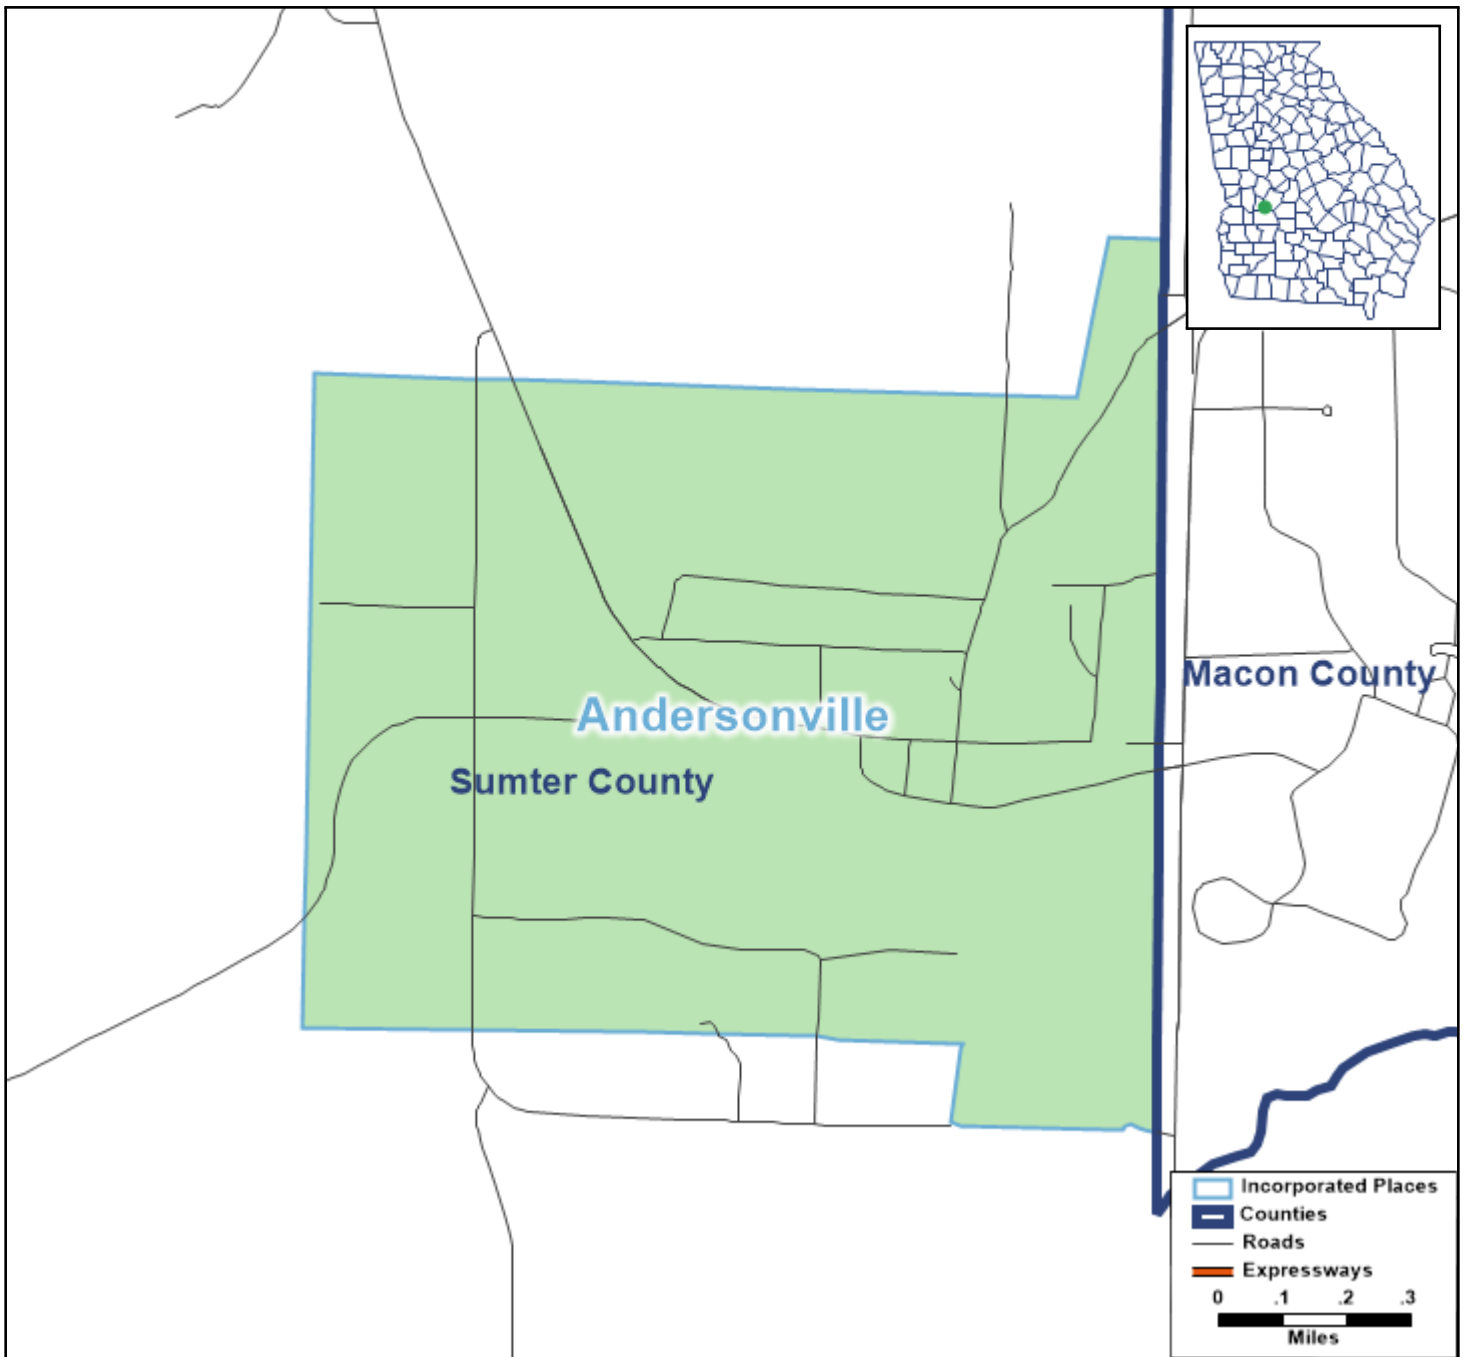 Macon County
Andersonville
Sumter County
Incorporated Places
Counties
Roads
Expressways
0 .1 .2 .3
Miles